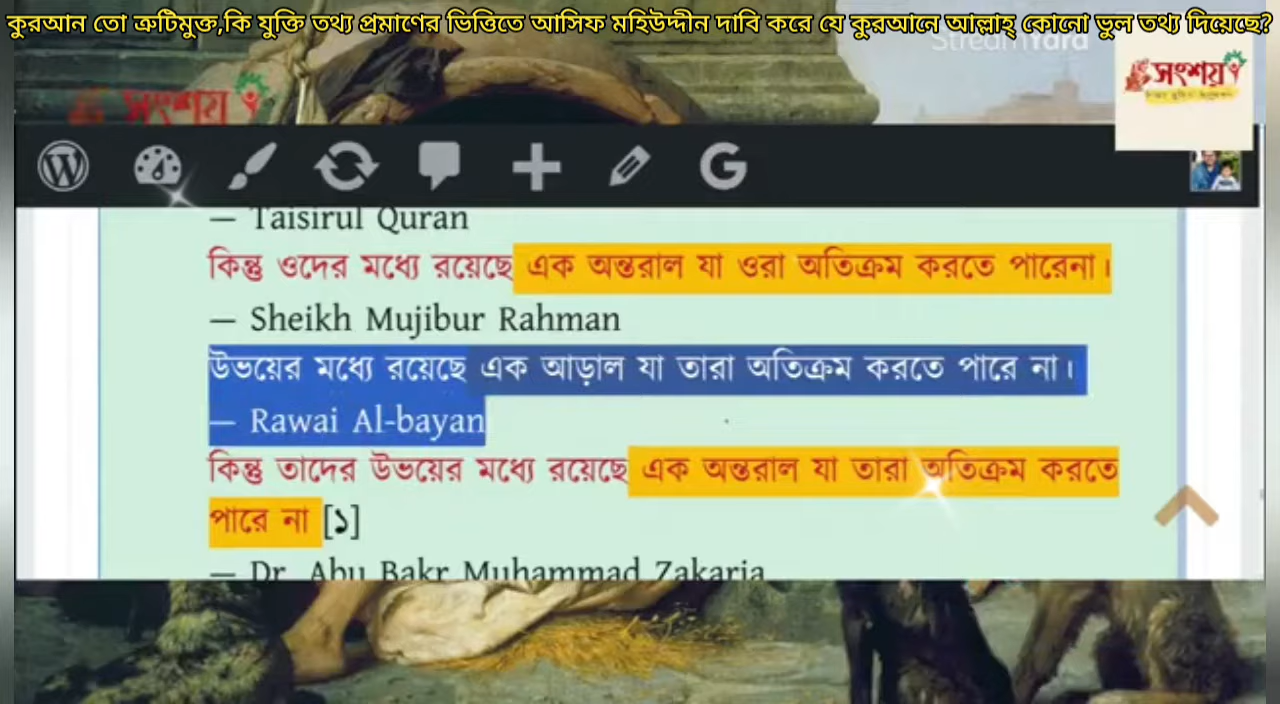 কুরআন তো ত্রুটিমুক্ত,কি যুক্তি তথ্য প্রমাণের ভিত্তিতে আসিফ মহিউদ্দীন দাবি করে যে কুরআনে আল্লাহ্ কোনো ভুল তথ্য দিয়েছে?
StreamYard
সংশয়
সংশয়
— Taisirul Quran
কিন্তু ওদের মধ্যে রয়েছে এক অন্তরাল যা ওরা অতিক্রম করতে পারেনা।
— Sheikh Mujibur Rahman
উভয়ের মধ্যে রয়েছে এক আড়াল যা তারা অতিক্রম করতে পারে না।
— Rawai Al-bayan
কিন্তু তাদের উভয়ের মধ্যে রয়েছে এক অন্তরাল যা তারা অতিক্রম করতে
পারে না [১]
— Dr. Abu Bakr Muhammad Zakaria